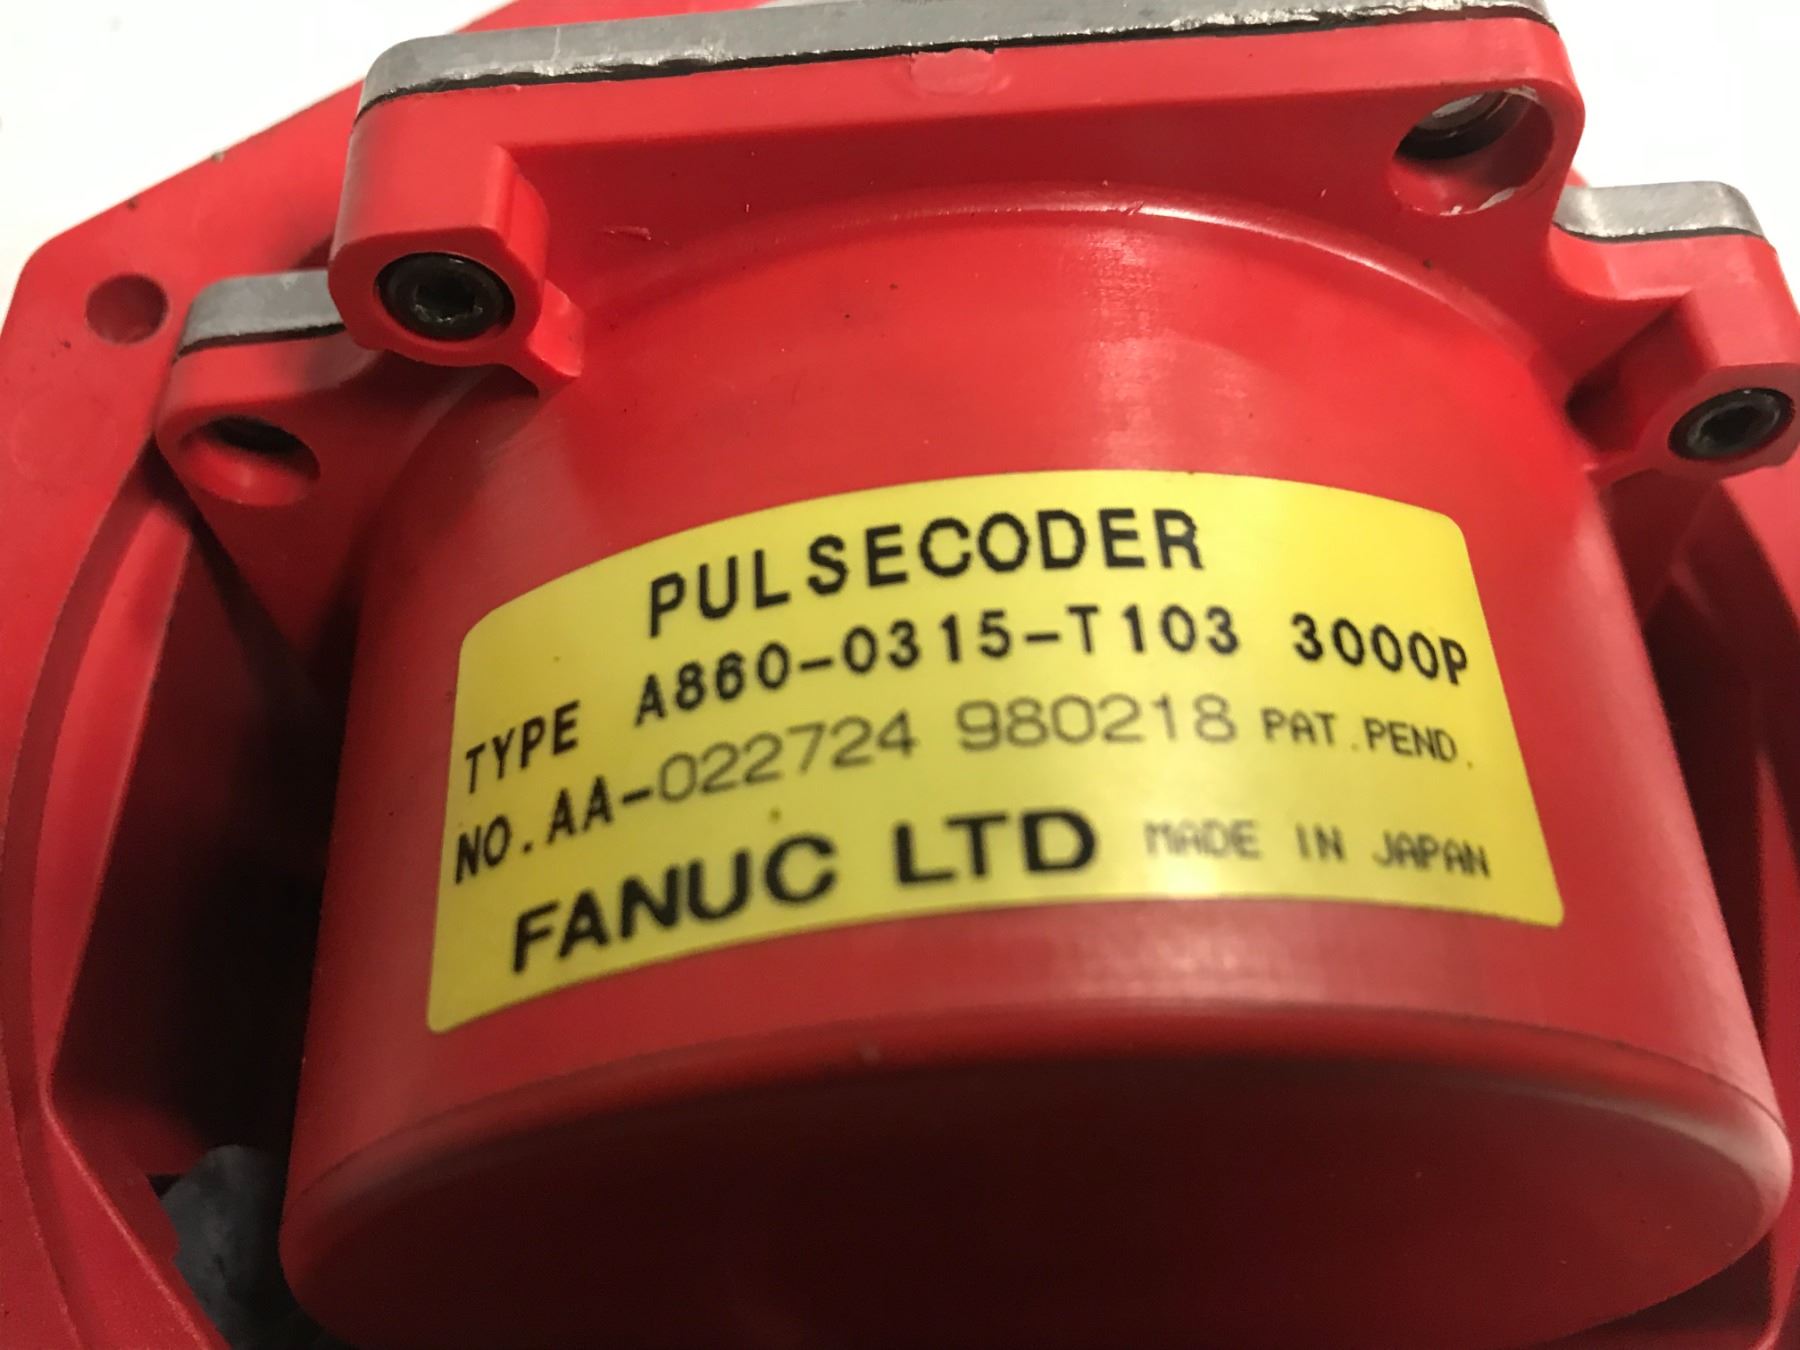 PULSECODER
TYPE A860-0315-T103 3000P
NO.AA-022724 980218 PAT.PEND.
FANUC LTD MADE IN JAPAN